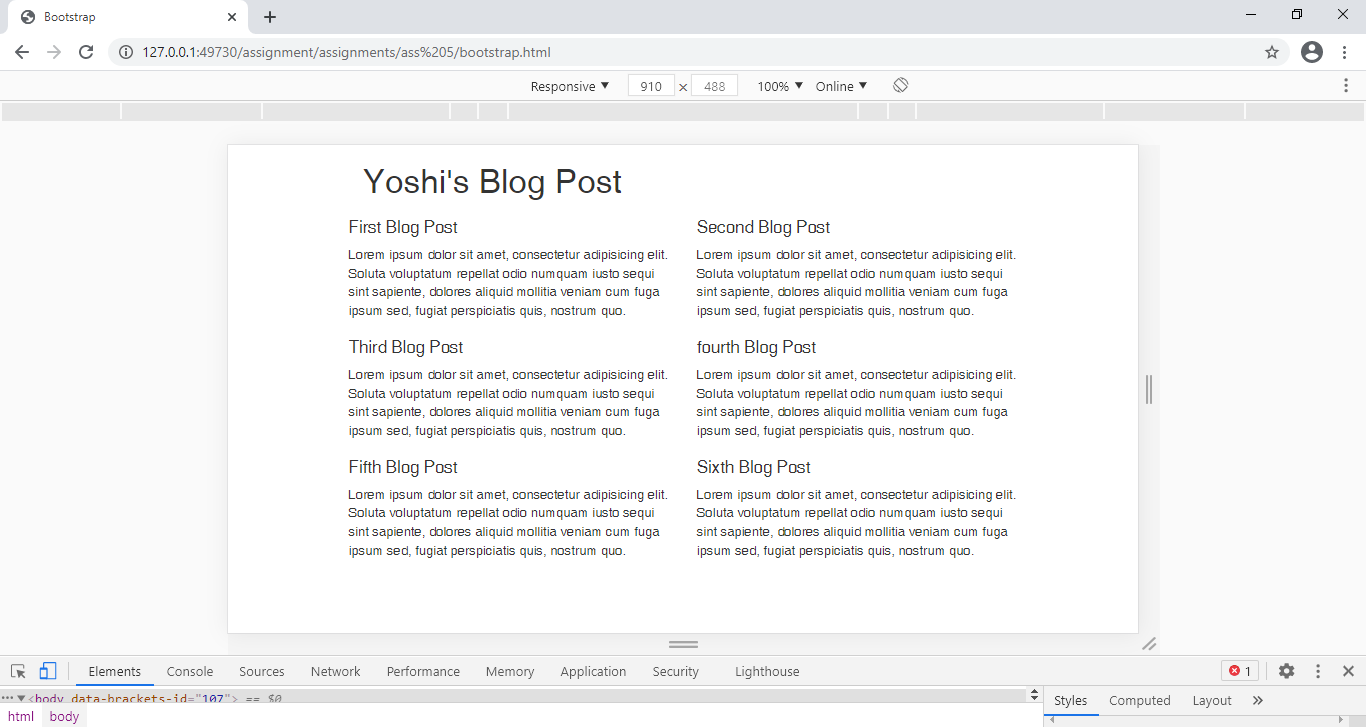 Bootstrap
127.0.0.1:49730/assignment/assignments/ass%205/bootstrap.html
Responsive ▼ 910 × 488 100% ▼ Online ▼
Yoshi's Blog Post
First Blog Post
Lorem ipsum dolor sit amet, consectetur adipisicing elit.
Soluta voluptatum repellat odio numquam iusto sequi
sint sapiente, dolores aliquid mollitia veniam cum fuga
ipsum sed, fugiat perspiciatis quis, nostrum quo.
Second Blog Post
Lorem ipsum dolor sit amet, consectetur adipisicing elit.
Soluta voluptatum repellat odio numquam iusto sequi
sint sapiente, dolores aliquid mollitia veniam cum fuga
ipsum sed, fugiat perspiciatis quis, nostrum quo.
Third Blog Post
Lorem ipsum dolor sit amet, consectetur adipisicing elit.
Soluta voluptatum repellat odio numquam iusto sequi
sint sapiente, dolores aliquid mollitia veniam cum fuga
ipsum sed, fugiat perspiciatis quis, nostrum quo.
fourth Blog Post
Lorem ipsum dolor sit amet, consectetur adipisicing elit.
Soluta voluptatum repellat odio numquam iusto sequi
sint sapiente, dolores aliquid mollitia veniam cum fuga
ipsum sed, fugiat perspiciatis quis, nostrum quo.
Fifth Blog Post
Lorem ipsum dolor sit amet, consectetur adipisicing elit.
Soluta voluptatum repellat odio numquam iusto sequi
sint sapiente, dolores aliquid mollitia veniam cum fuga
ipsum sed, fugiat perspiciatis quis, nostrum quo.
Sixth Blog Post
Lorem ipsum dolor sit amet, consectetur adipisicing elit.
Soluta voluptatum repellat odio numquam iusto sequi
sint sapiente, dolores aliquid mollitia veniam cum fuga
ipsum sed, fugiat perspiciatis quis, nostrum quo.
Elements Console Sources Network Performance Memory Application Security Lighthouse 1
⋯▼<body data-brackets-id="107"> == $0
Styles Computed Layout »
html body